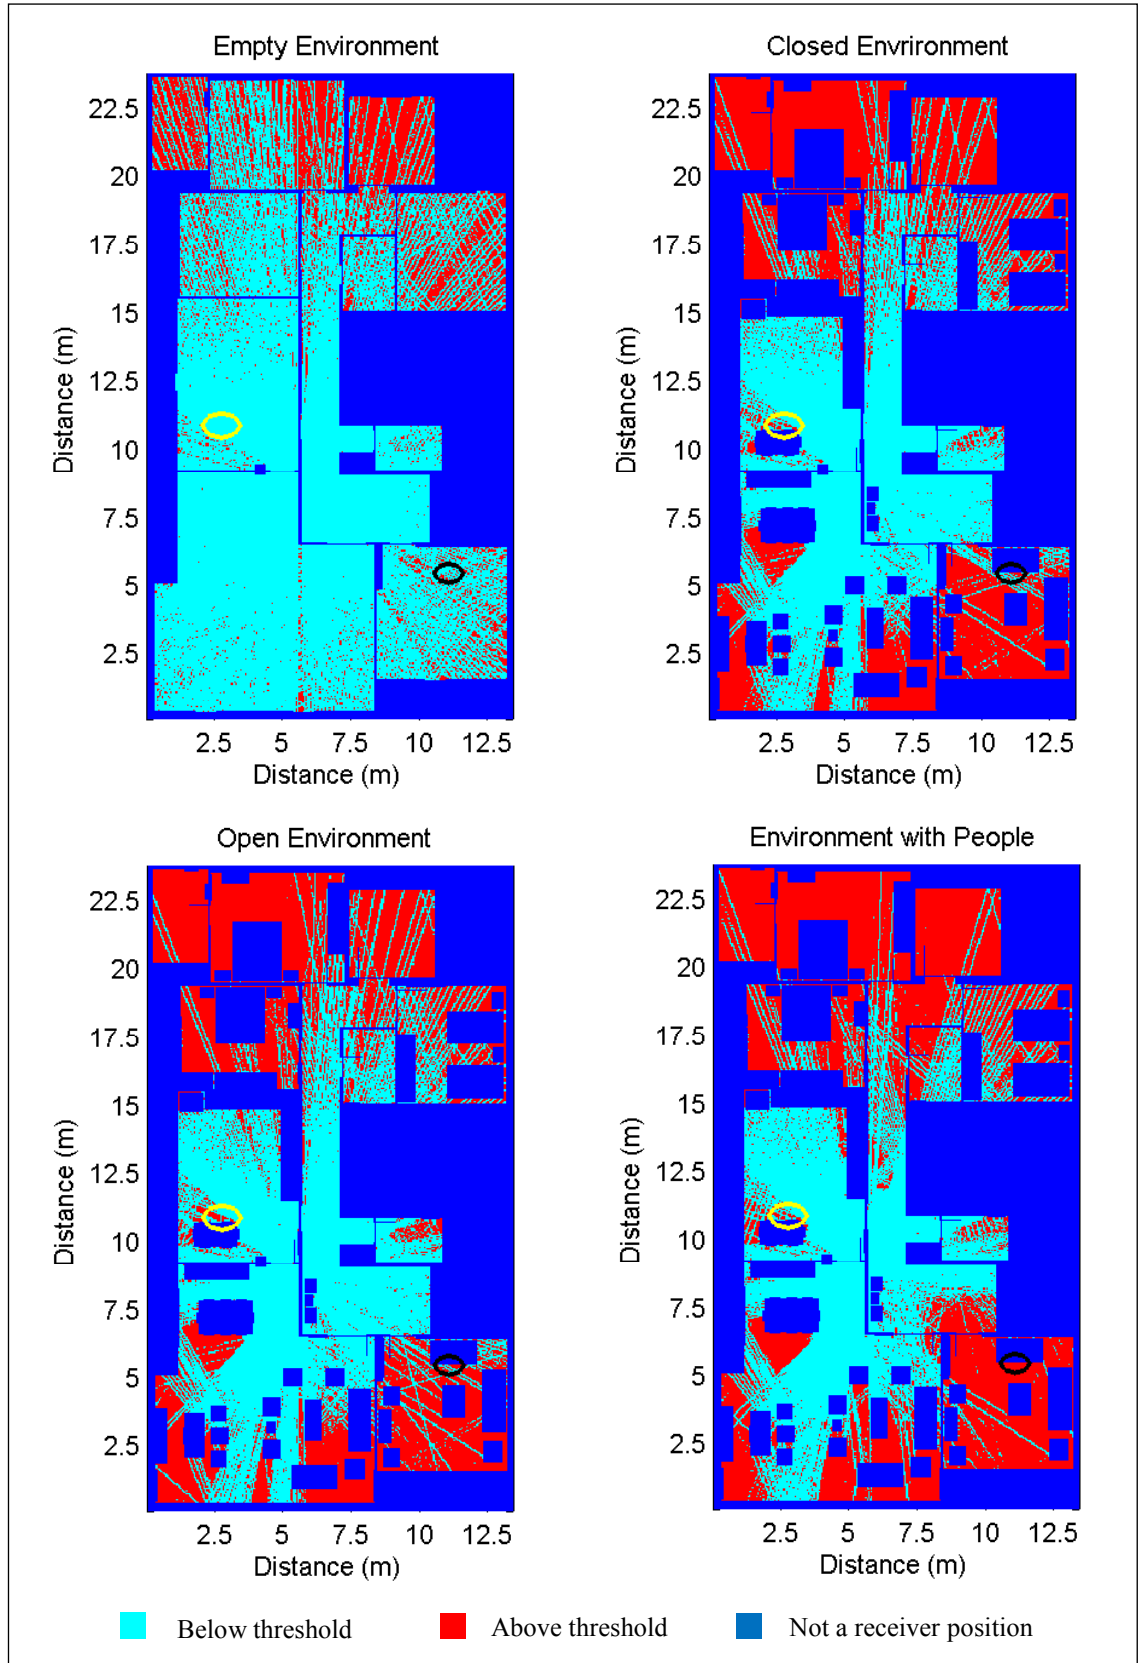 Empty Environment
Closed Envrironment
22.5
20
17.5
15
12.5
10
7.5
5
2.5
Distance (m)
2.5 5 7.5 10 12.5
Distance (m)
22.5
20
17.5
15
12.5
10
7.5
5
2.5
Distance (m)
2.5 5 7.5 10 12.5
Distance (m)
Open Environment
Environment with People
22.5
20
17.5
15
12.5
10
7.5
5
2.5
Distance (m)
2.5 5 7.5 10 12.5
Distance (m)
22.5
20
17.5
15
12.5
10
7.5
5
2.5
Distance (m)
2.5 5 7.5 10 12.5
Distance (m)
Below threshold
Above threshold
Not a receiver position